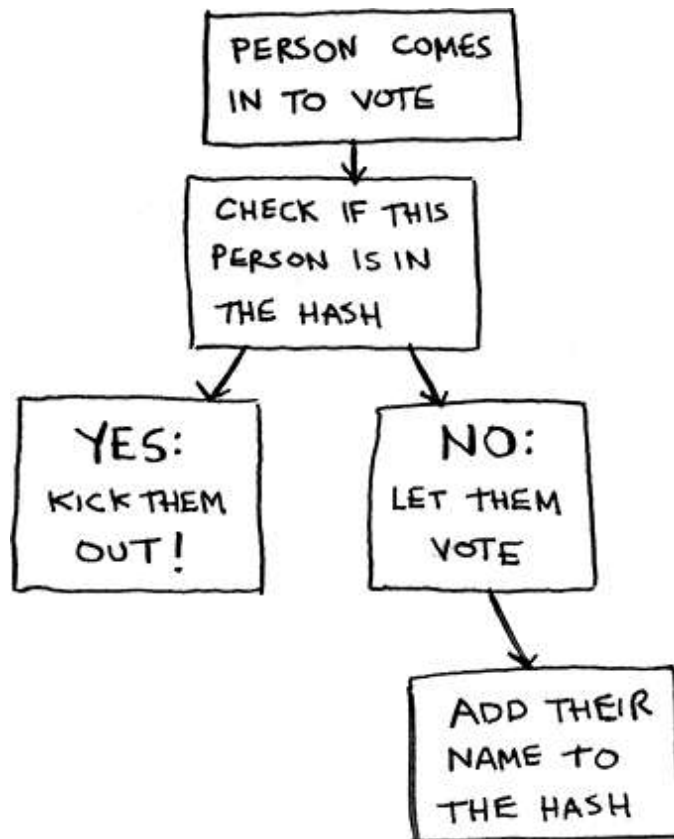 PERSON COMES
IN TO VOTE
CHECK IF THIS
PERSON IS IN
THE HASH
YES:
KICK THEM
OUT!
NO:
LET THEM
VOTE
ADD THEIR
NAME TO
THE HASH